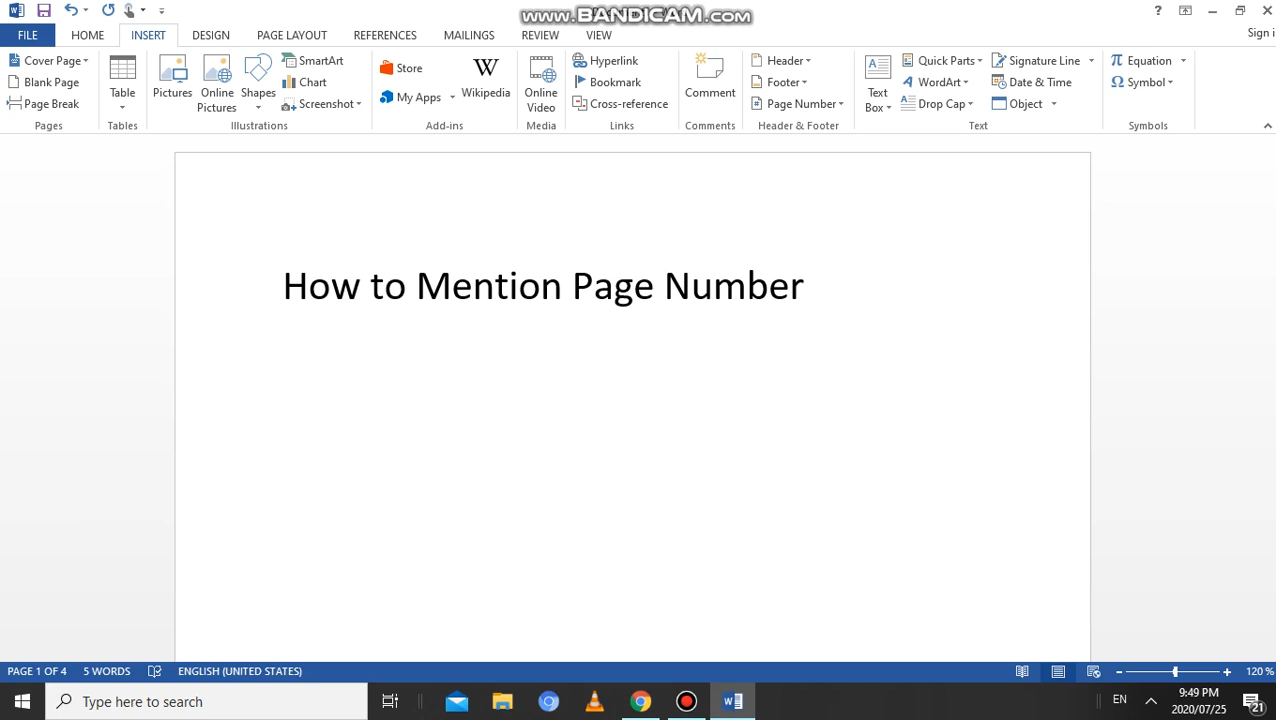 www.BANDICAM.com
FILE HOME INSERT DESIGN PAGE LAYOUT REFERENCES MAILINGS REVIEW VIEW Sign i
Cover Page
Blank Page
Page Break
Pages
Table
Tables
Pictures
Online
Pictures
Shapes
SmartArt
Chart
Screenshot
Illustrations
Store
My Apps
W
Wikipedia
Add-ins
Online
Video
Media
Hyperlink
Bookmark
Cross-reference
Links
Comment
Comments
Header
Footer
Page Number
Header & Footer
Text
Box
Quick Parts
WordArt
Drop Cap
Signature Line
Date & Time
Object
Text
Equation
Symbol
Symbols
How to Mention Page Number
PAGE 1 OF 4 5 WORDS ENGLISH (UNITED STATES) 120 %
Type here to search
EN
9:49 PM
2020/07/25
21